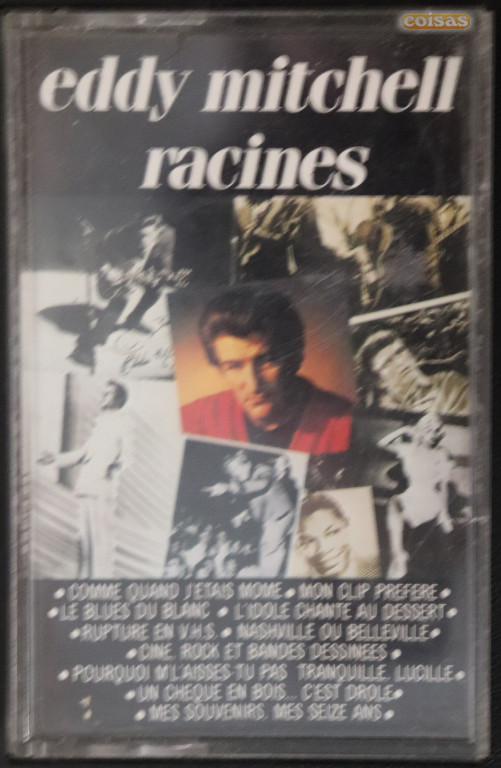 coisas
eddy mitchell
racines
• COMME QUAND J'ETAIS MOME • MON CLIP PREFERE •
• LE BLUES DU BLANC • L'IDOLE CHANTE AU DESSERT •
• RUPTURE EN V.H.S. • NASHVILLE OU BELLEVILLE •
• CINE, ROCK ET BANDES DESSINEES •
• POURQUOI M'LAISSES-TU PAS TRANQUILLE, LUCILLE •
• UN CHEQUE EN BOIS... C'EST DROLE •
• MES SOUVENIRS, MES SEIZE ANS •